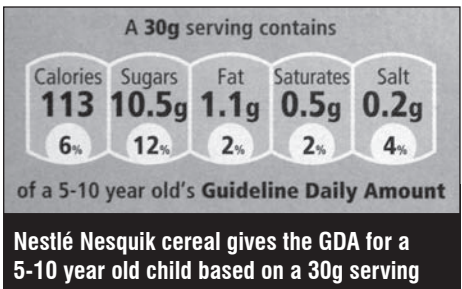 A 30g serving contains
Calories Sugars Fat Saturates Salt
113 10.5g 1.1g 0.5g 0.2g
6% 12% 2% 2% 4%
of a 5-10 year old's Guideline Daily Amount
Nestlé Nesquik cereal gives the GDA for a
5-10 year old child based on a 30g serving